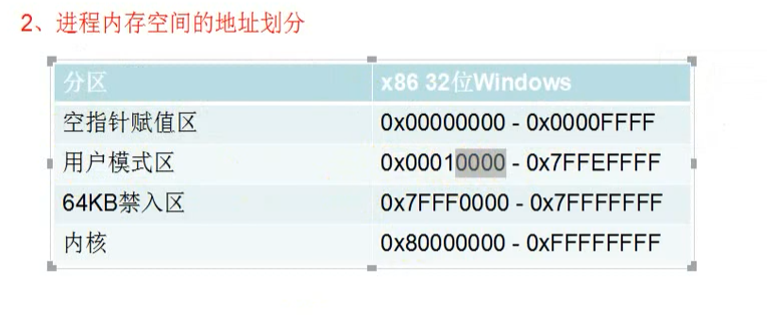 2、进程内存空间的地址划分
分区 x86 32位Windows
空指针赋值区 0x00000000 - 0x0000FFFF
用户模式区 0x00010000 - 0x7FFEFFFF
64KB禁入区 0x7FFF0000 - 0x7FFFFFFF
内核 0x80000000 - 0xFFFFFFFF